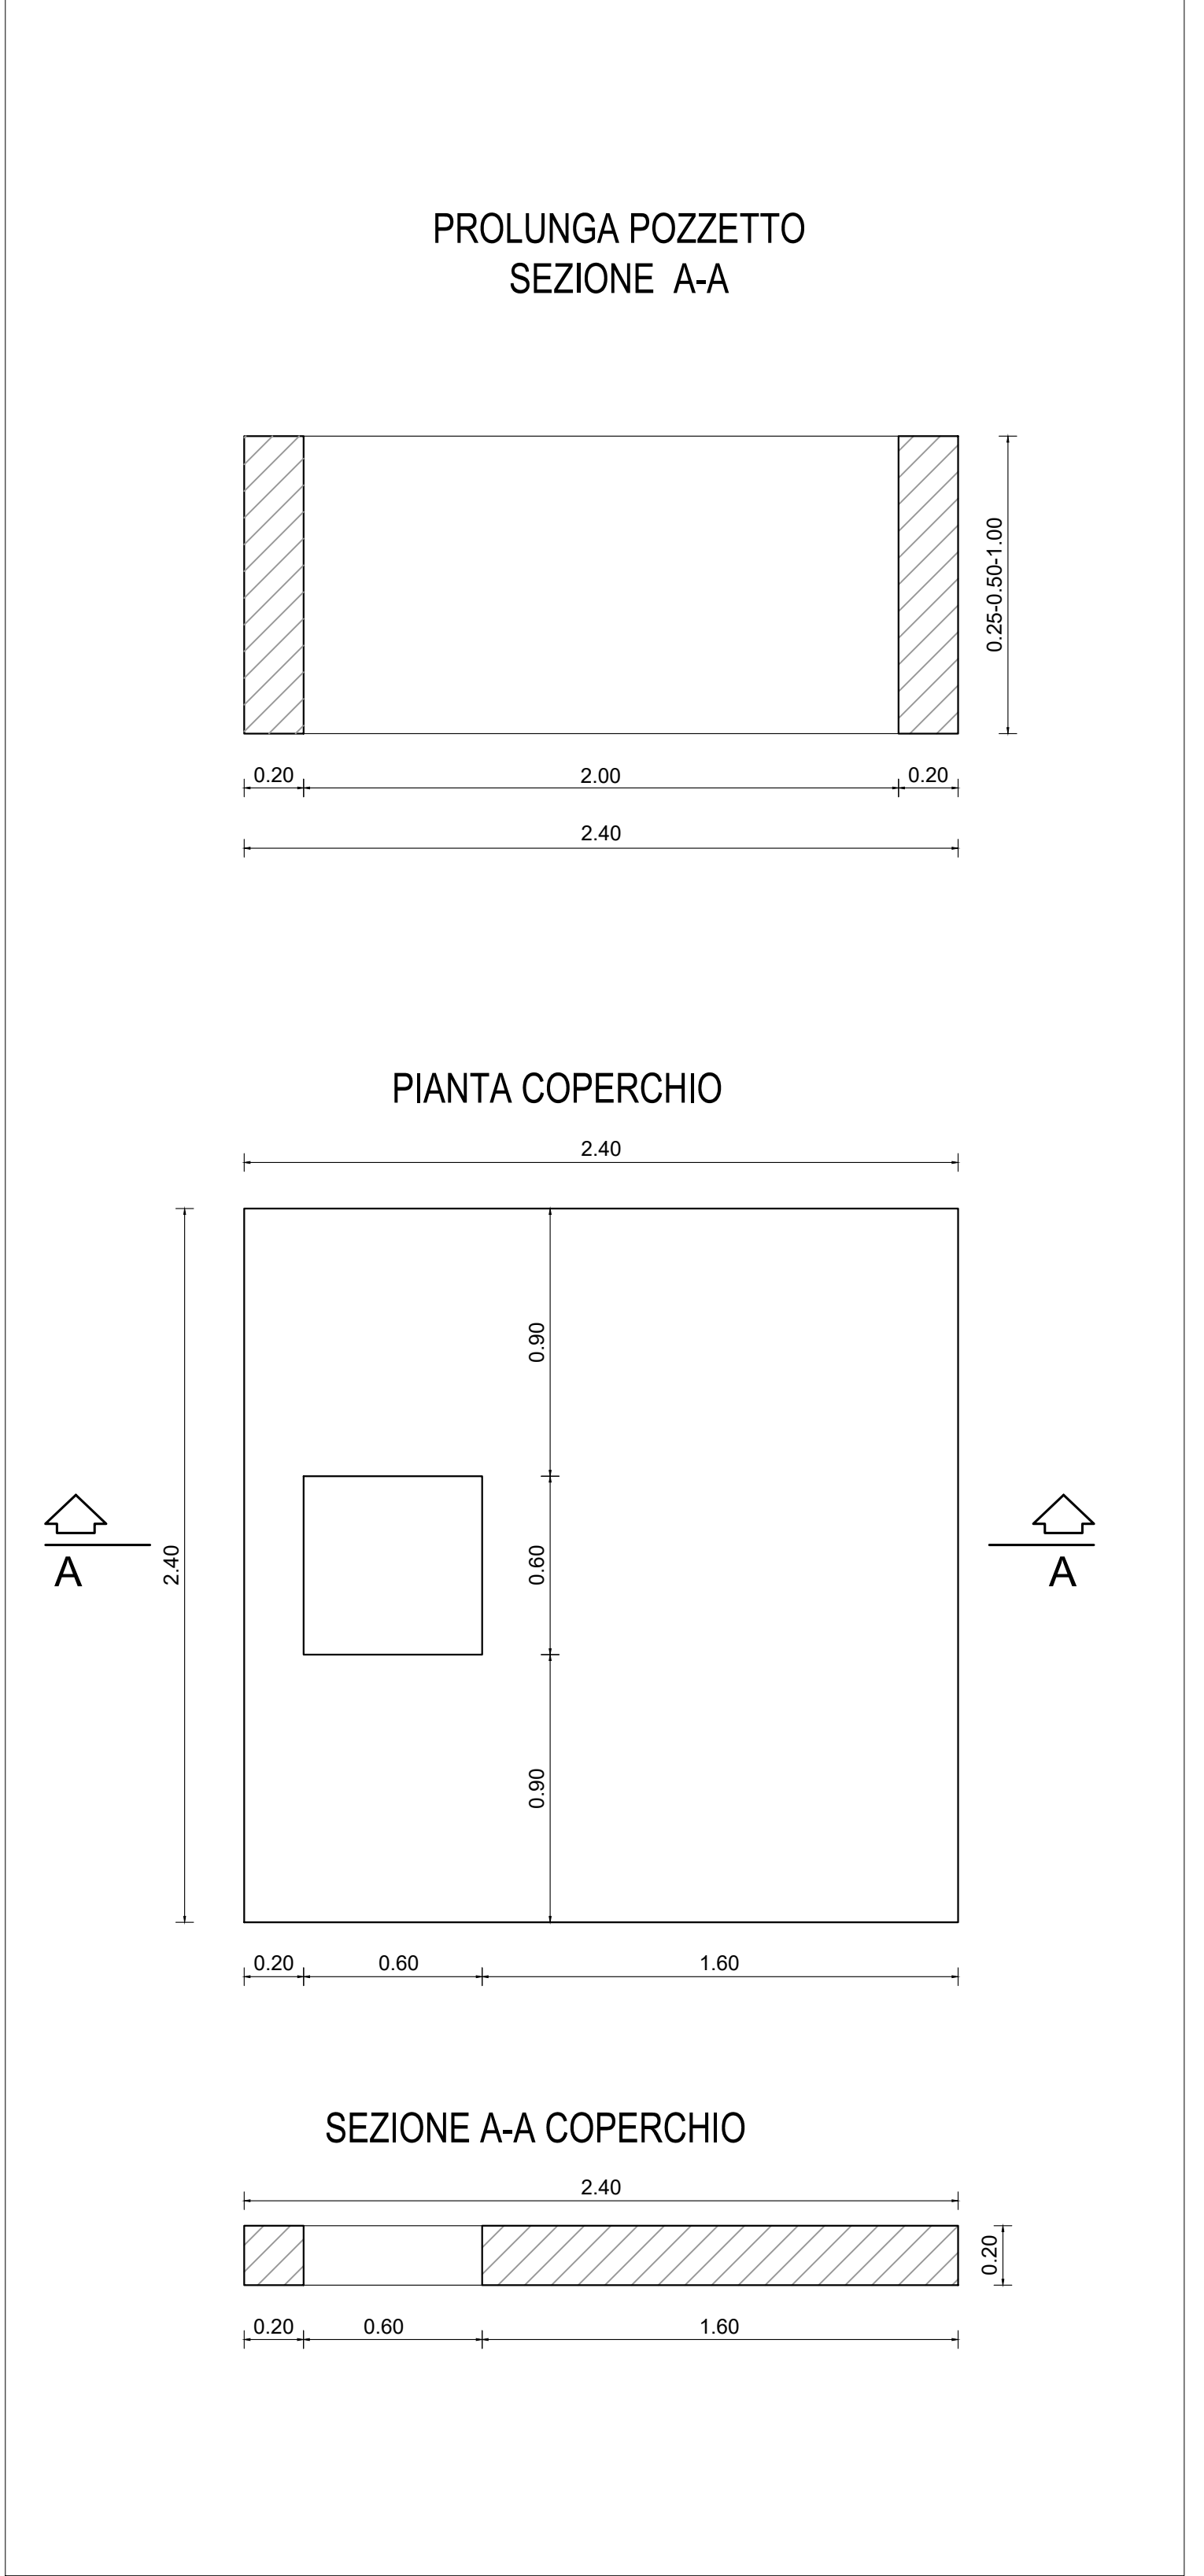 PROLUNGA POZZETTO
SEZIONE A-A
0.25-0.50-1.00
0.20 2.00 0.20
2.40
PIANTA COPERCHIO
2.40
0.90
A 2.40 0.60 A
0.90
0.20 0.60 1.60
SEZIONE A-A COPERCHIO
2.40
0.20
0.20 0.60 1.60